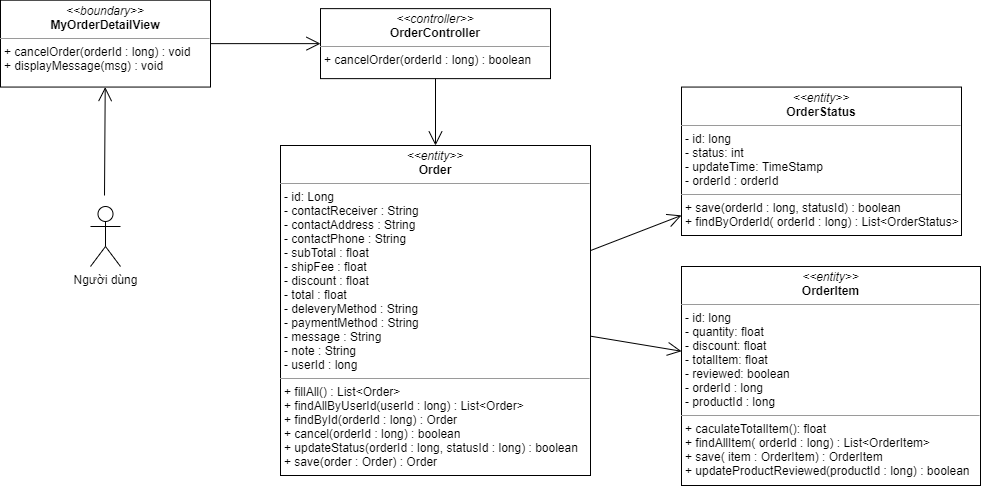 <<boundary>>
MyOrderDetailView
+ cancelOrder(orderId : long) : void
+ displayMessage(msg) : void
<<controller>>
OrderController
+ cancelOrder(orderId : long) : boolean
Người dùng
<<entity>>
Order
- id: Long
- contactReceiver : String
- contactAddress : String
- contactPhone : String
- subTotal : float
- shipFee : float
- discount : float
- total : float
- deleveryMethod : String
- paymentMethod : String
- message : String
- note : String
- userId : long
+ fillAll() : List<Order>
+ findAllByUserId(userId : long) : List<Order>
+ findById(orderId : long) : Order
+ cancel(orderId : long) : boolean
+ updateStatus(orderId : long, statusId : long) : boolean
+ save(order : Order) : Order
<<entity>>
OrderStatus
- id: long
- status: int
- updateTime: TimeStamp
- orderId : orderId
+ save(orderId : long, statusId) : boolean
+ findByOrderId( orderId : long) : List<OrderStatus>
<<entity>>
OrderItem
- id: long
- quantity: float
- discount: float
- totalItem: float
- reviewed: boolean
- orderId : long
- productId : long
+ caculateTotalItem(): float
+ findAllItem( orderId : long) : List<OrderItem>
+ save( item : OrderItem) : OrderItem
+ updateProductReviewed(productId : long) : boolean